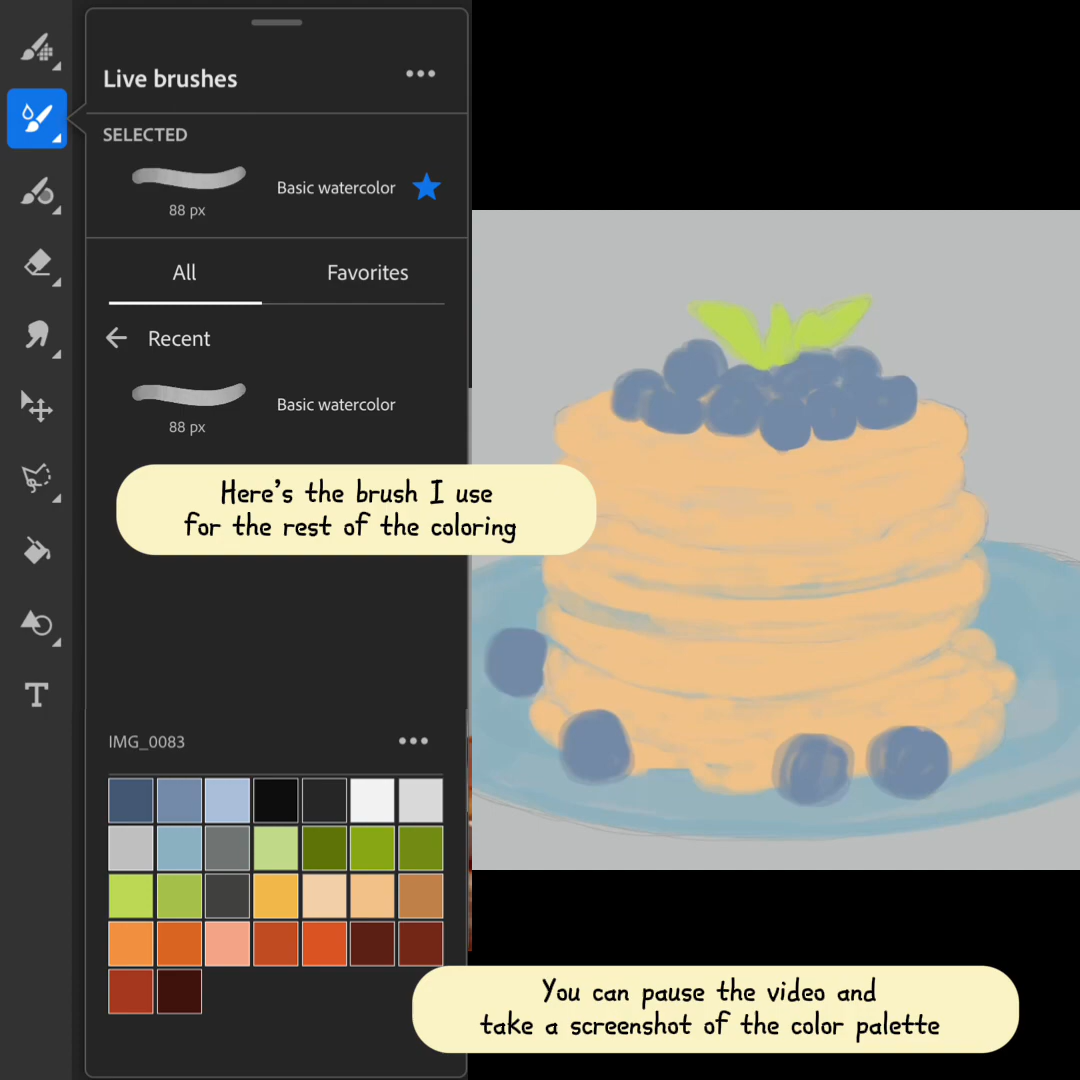 Live brushes
SELECTED
Basic watercolor
88 px
All
Favorites
Recent
Basic watercolor
88 px
Here's the brush I use
for the rest of the coloring
T
IMG_0083
You can pause the video and
take a screenshot of the color palette